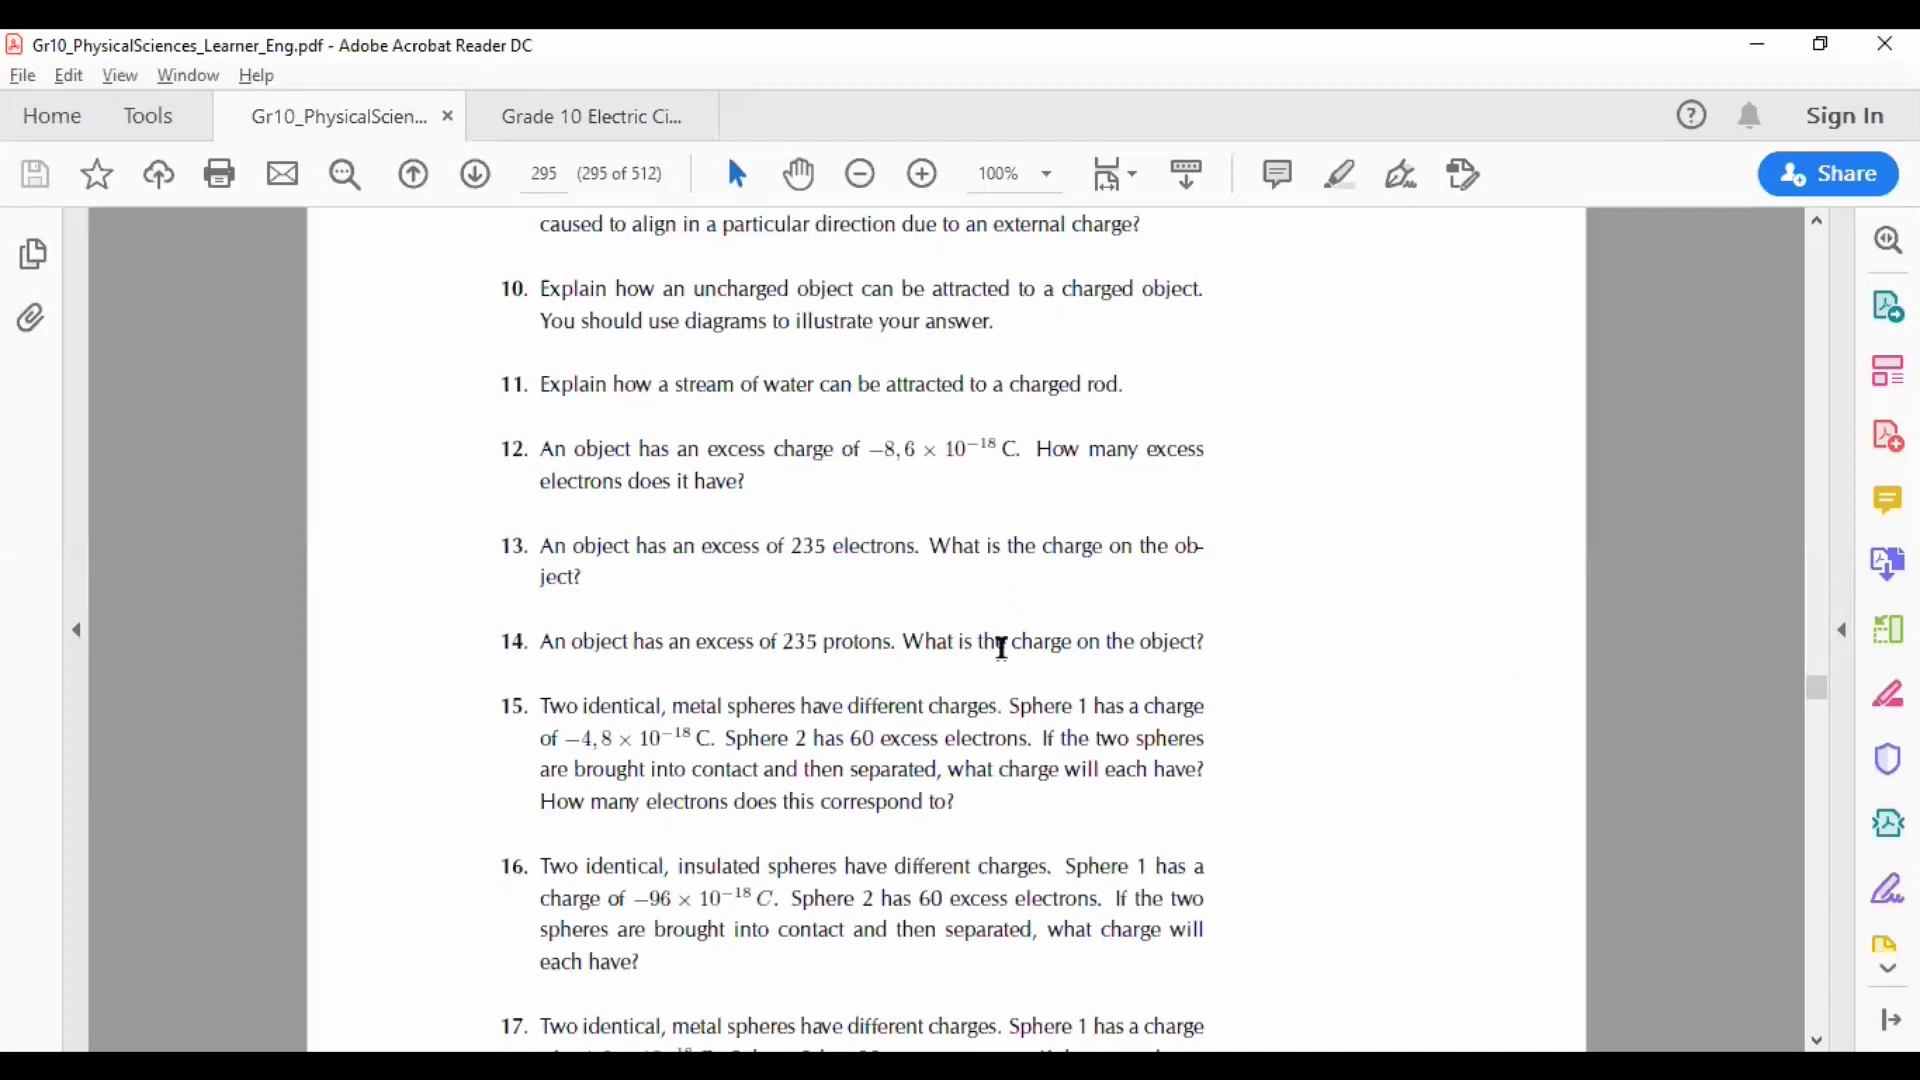 Gr10_PhysicalSciences_Learner_Eng.pdf - Adobe Acrobat Reader DC
File Edit View Window Help
Home Tools Gr10_PhysicalScien... × Grade 10 Electric Ci... Sign In
295 (295 of 512) 100% Share
caused to align in a particular direction due to an external charge?
10. Explain how an uncharged object can be attracted to a charged object.
You should use diagrams to illustrate your answer.
11. Explain how a stream of water can be attracted to a charged rod.
12. An object has an excess charge of −8,6 × 10⁻¹⁸ C. How many excess
electrons does it have?
13. An object has an excess of 235 electrons. What is the charge on the ob-
ject?
14. An object has an excess of 235 protons. What is the charge on the object?
15. Two identical, metal spheres have different charges. Sphere 1 has a charge
of −4,8 × 10⁻¹⁸ C. Sphere 2 has 60 excess electrons. If the two spheres
are brought into contact and then separated, what charge will each have?
How many electrons does this correspond to?
16. Two identical, insulated spheres have different charges. Sphere 1 has a
charge of −96 × 10⁻¹⁸ C. Sphere 2 has 60 excess electrons. If the two
spheres are brought into contact and then separated, what charge will
each have?
17. Two identical, metal spheres have different charges. Sphere 1 has a charge